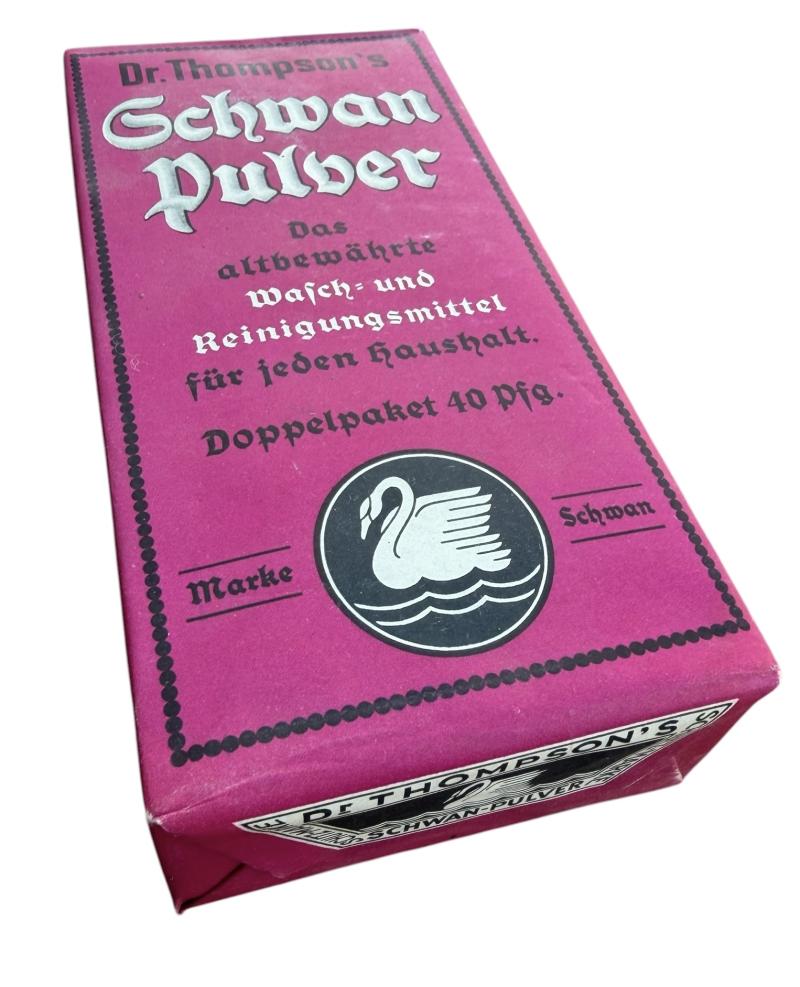 Dr. Thompson's
Schwan
Pulver
Das
altbewährte
Waſch- und
Reinigungsmittel
für jeden Haushalt.
Doppelpaket 40 Pfg.
Marke
Schwan
Dr THOMPSON'S
SCHWAN-PULVER